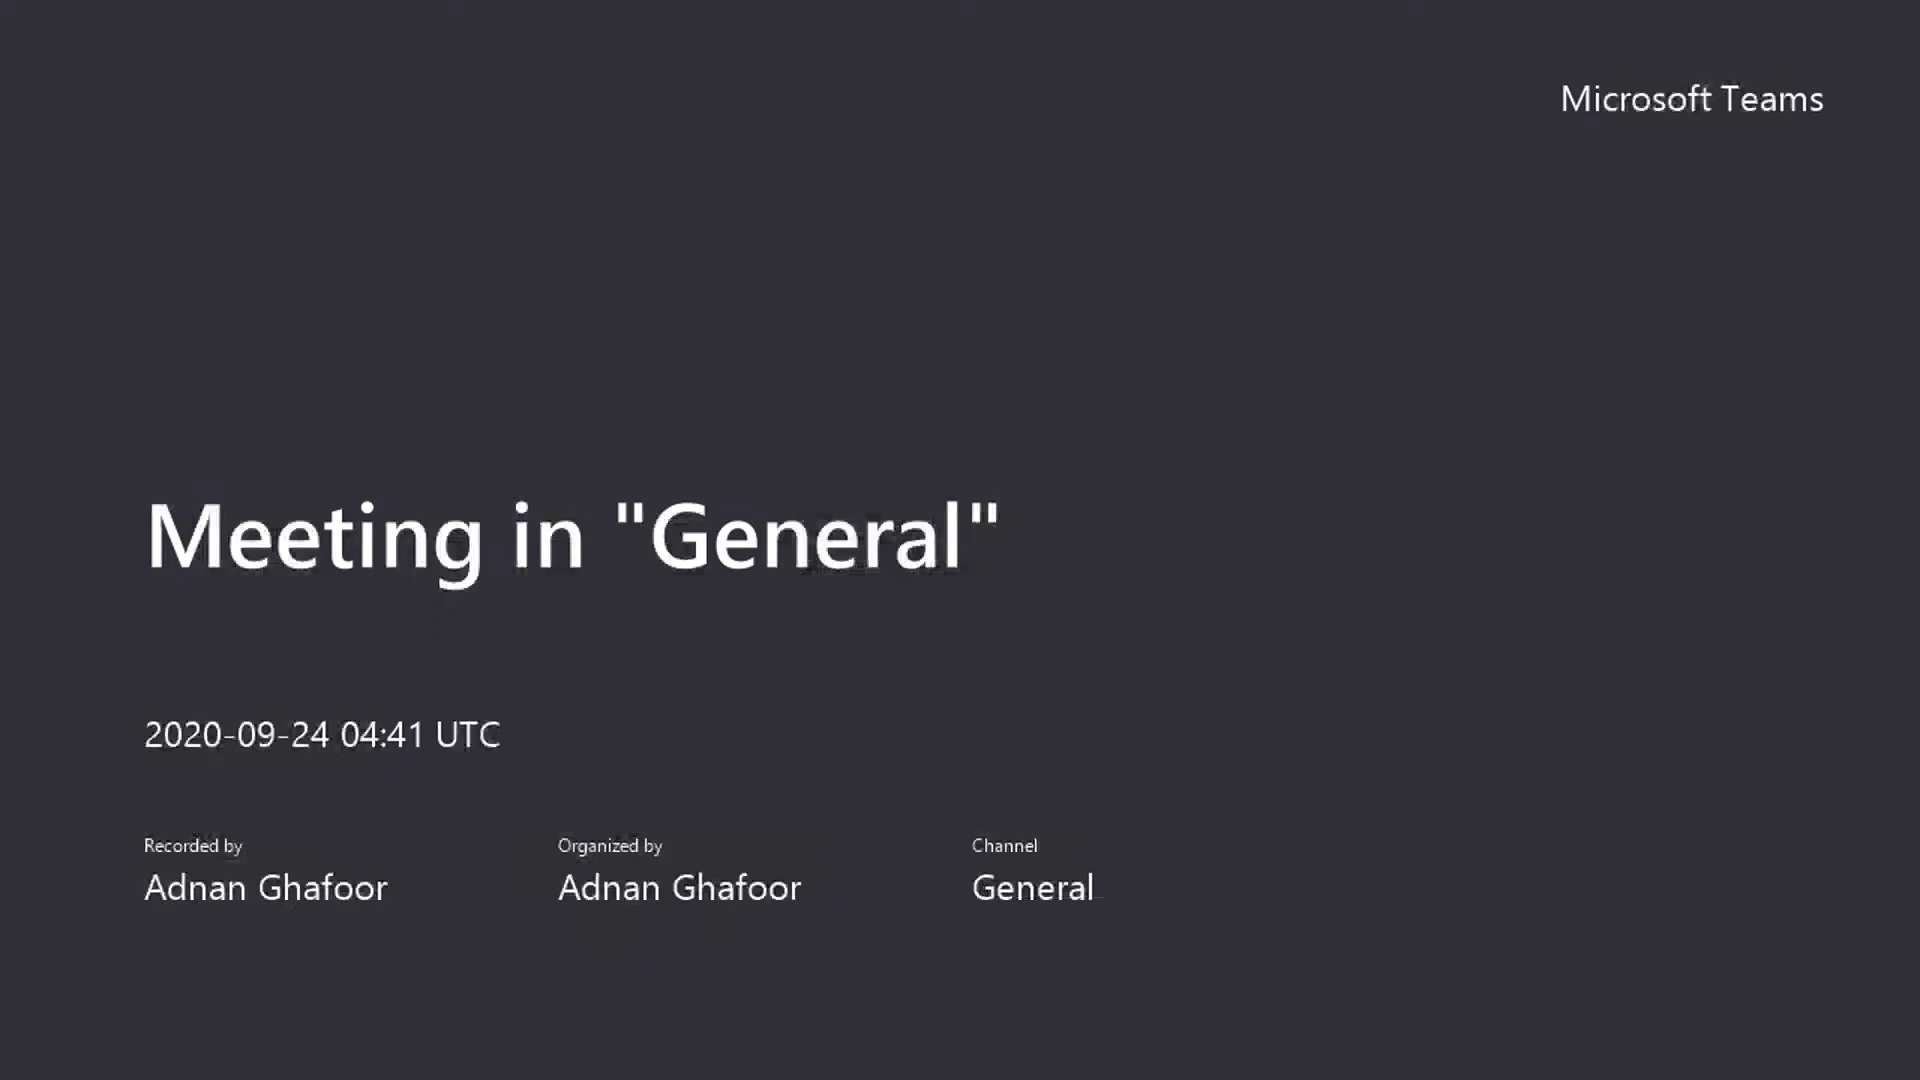 Microsoft Teams
Meeting in "General"
2020-09-24 04:41 UTC
Recorded by
Adnan Ghafoor
Organized by
Adnan Ghafoor
Channel
General